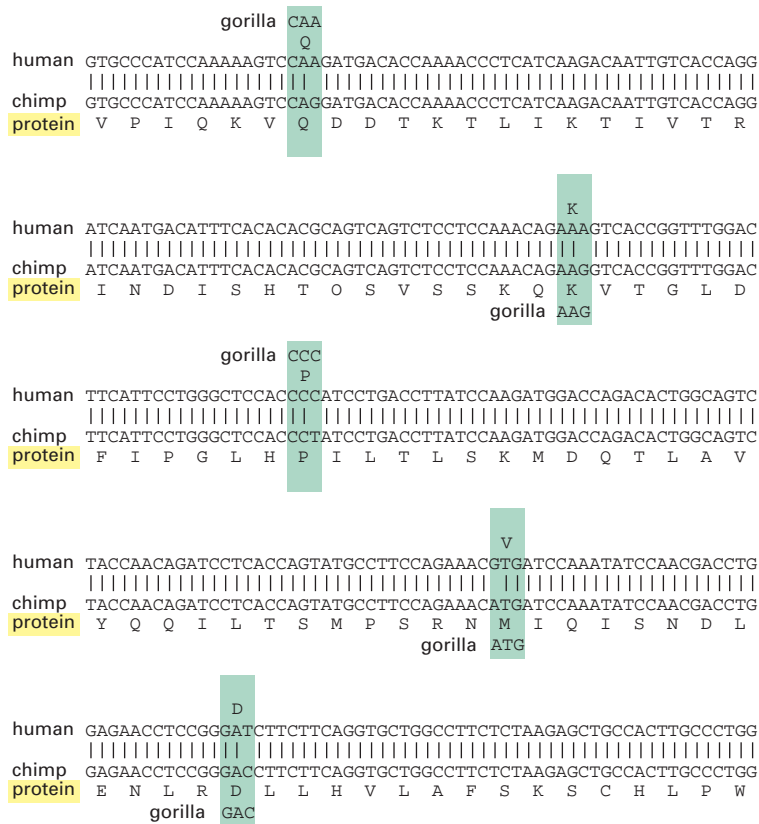 gorilla CAA
Q
human GTGCCCATCCAAAAAGTCCAAGATGACACCAAAACCCTCATCAAGACAATTGTCACCAGG
chimp GTGCCCATCCAAAAAGTCCAGGATGACACCAAAACCCTCATCAAGACAATTGTCACCAGG
protein V P I Q K V Q D D T K T L I K T I V T R
K
human ATCAATGACATTTCACACACGCAGTCAGTCTCCTCCAAACAGAAAGTCACCGGTTTGGAC
chimp ATCAATGACATTTCACACACGCAGTCAGTCTCCTCCAAACAGAAGGTCACCGGTTTGGAC
protein I N D I S H T O S V S S K Q K V T G L D
gorilla AAG
gorilla CCC
P
human TTCATTCCTGGGCTCCACCCCATCCTGACCTTATCCAAGATGGACCAGACACTGGCAGTC
chimp TTCATTCCTGGGCTCCACCCTATCCTGACCTTATCCAAGATGGACCAGACACTGGCAGTC
protein F I P G L H P I L T L S K M D Q T L A V
V
human TACCAACAGATCCTCACCAGTATGCCTTCCAGAAACGTGATCCAAATATCCAACGACCTG
chimp TACCAACAGATCCTCACCAGTATGCCTTCCAGAAACATGATCCAAATATCCAACGACCTG
protein Y Q Q I L T S M P S R N M I Q I S N D L
gorilla ATG
D
human GAGAACCTCCGGGATCTTCTTCAGGTGCTGGCCTTCTCTAAGAGCTGCCACTTGCCCTGG
chimp GAGAACCTCCGGGACCTTCTTCAGGTGCTGGCCTTCTCTAAGAGCTGCCACTTGCCCTGG
protein E N L R D L L H V L A F S K S C H L P W
gorilla GAC